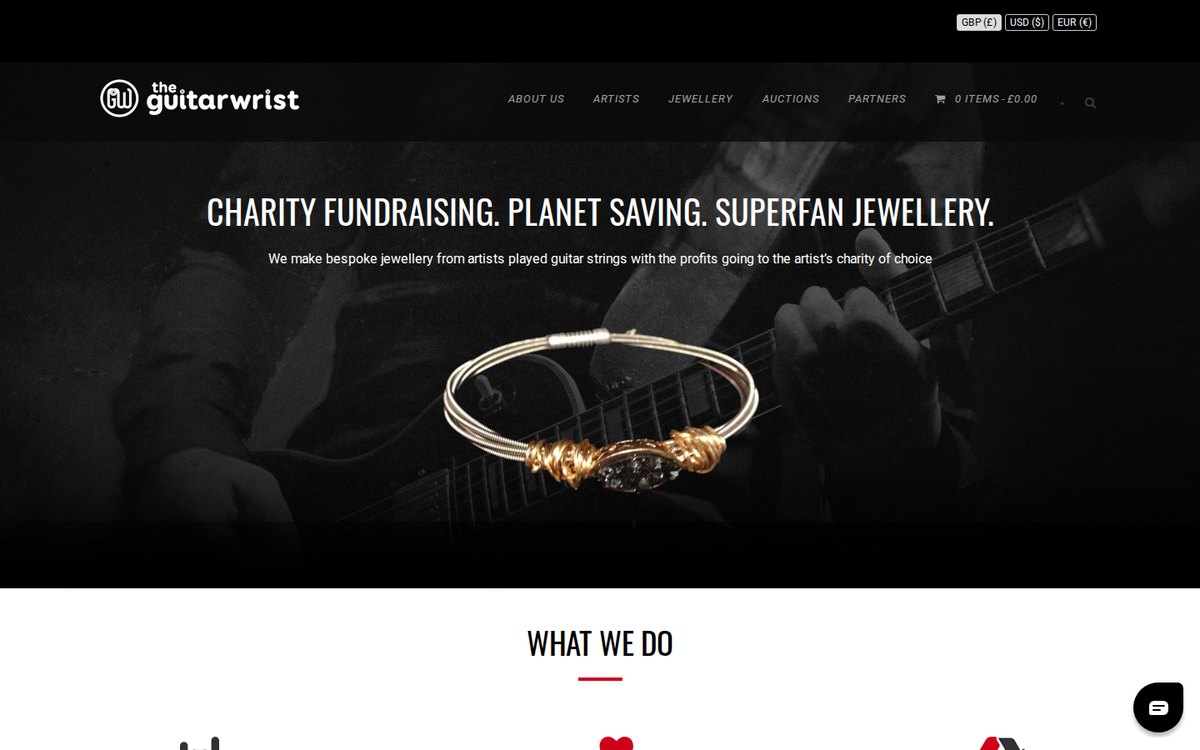 GBP (£) USD ($) EUR (€)
the
guitarwrist
ABOUT US ARTISTS JEWELLERY AUCTIONS PARTNERS 0 ITEMS - £0.00
CHARITY FUNDRAISING. PLANET SAVING. SUPERFAN JEWELLERY.
We make bespoke jewellery from artists played guitar strings with the profits going to the artist's charity of choice
WHAT WE DO